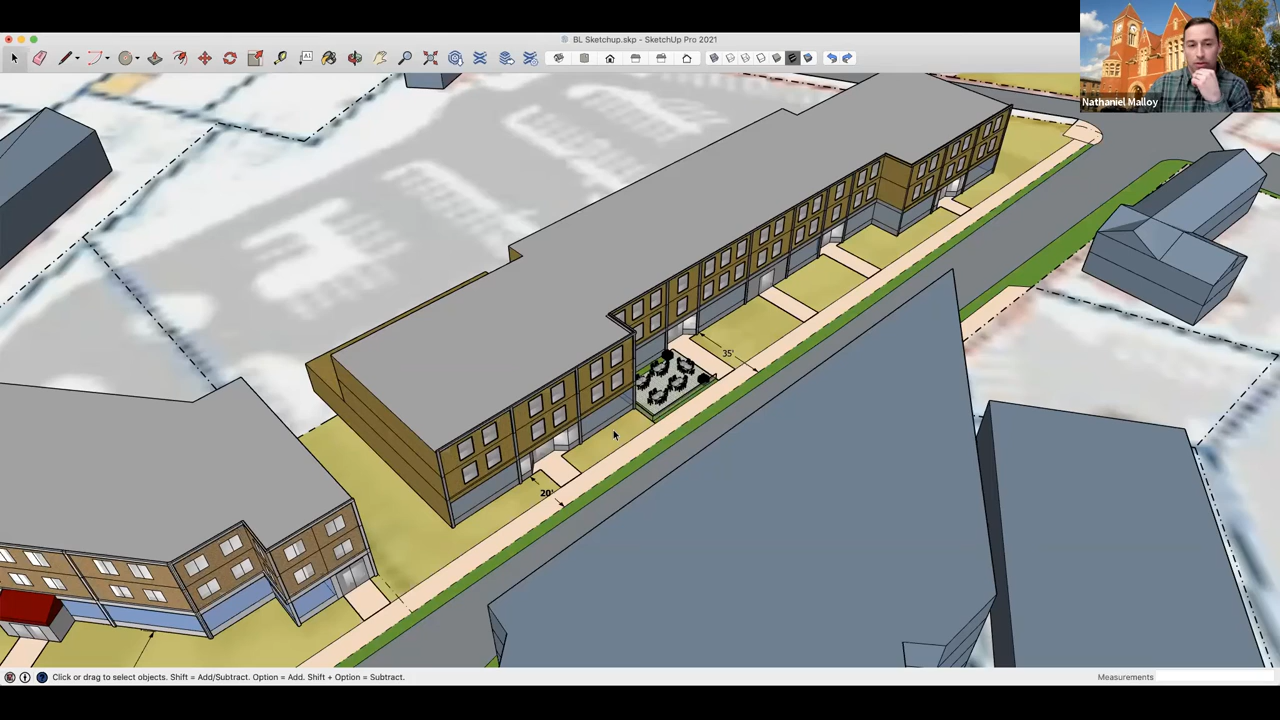 BL Sketchup.skp - SketchUp Pro 2021
A1
Nathaniel Malloy
35'
20'
Click or drag to select objects. Shift = Add/Subtract. Option = Add. Shift + Option = Subtract.
Measurements